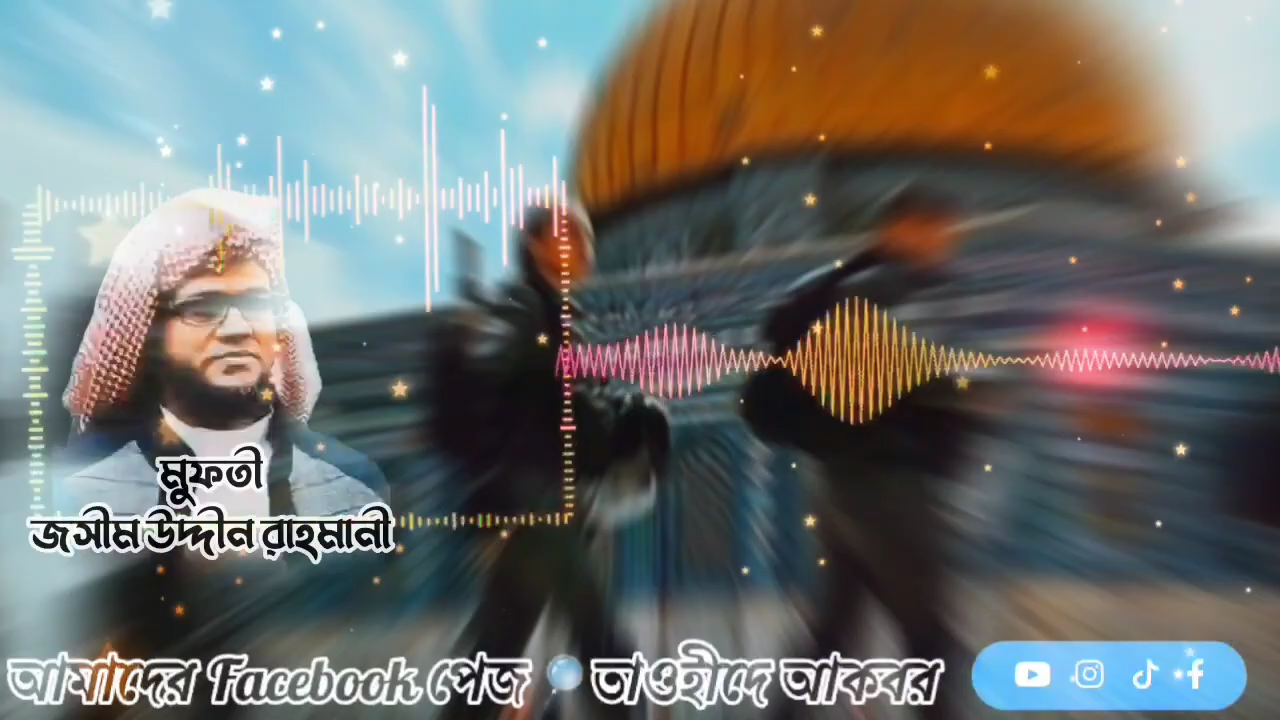 মুফতী
জসীম উদ্দীন রাহমানী
আমাদের Facebook পেজ তাওহীদে আকবর